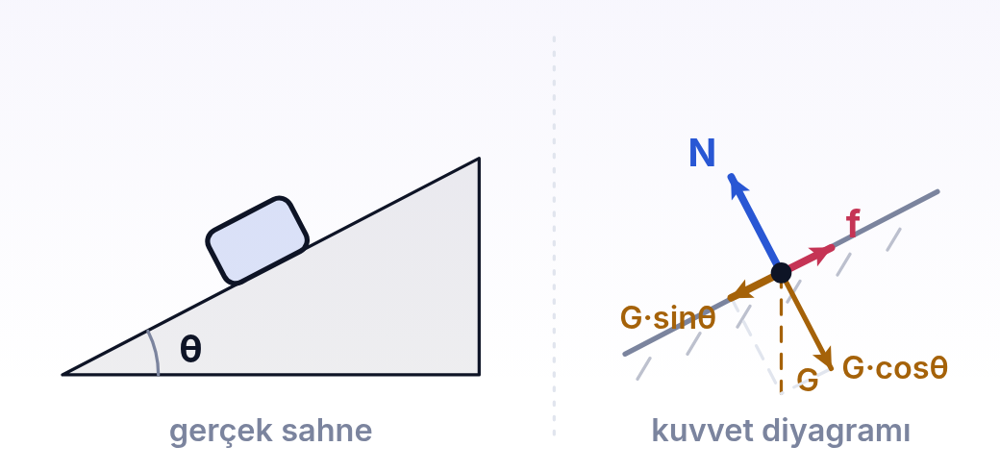 θ
gerçek sahne
N
f
G·sinθ
G
G·cosθ
kuvvet diyagramı